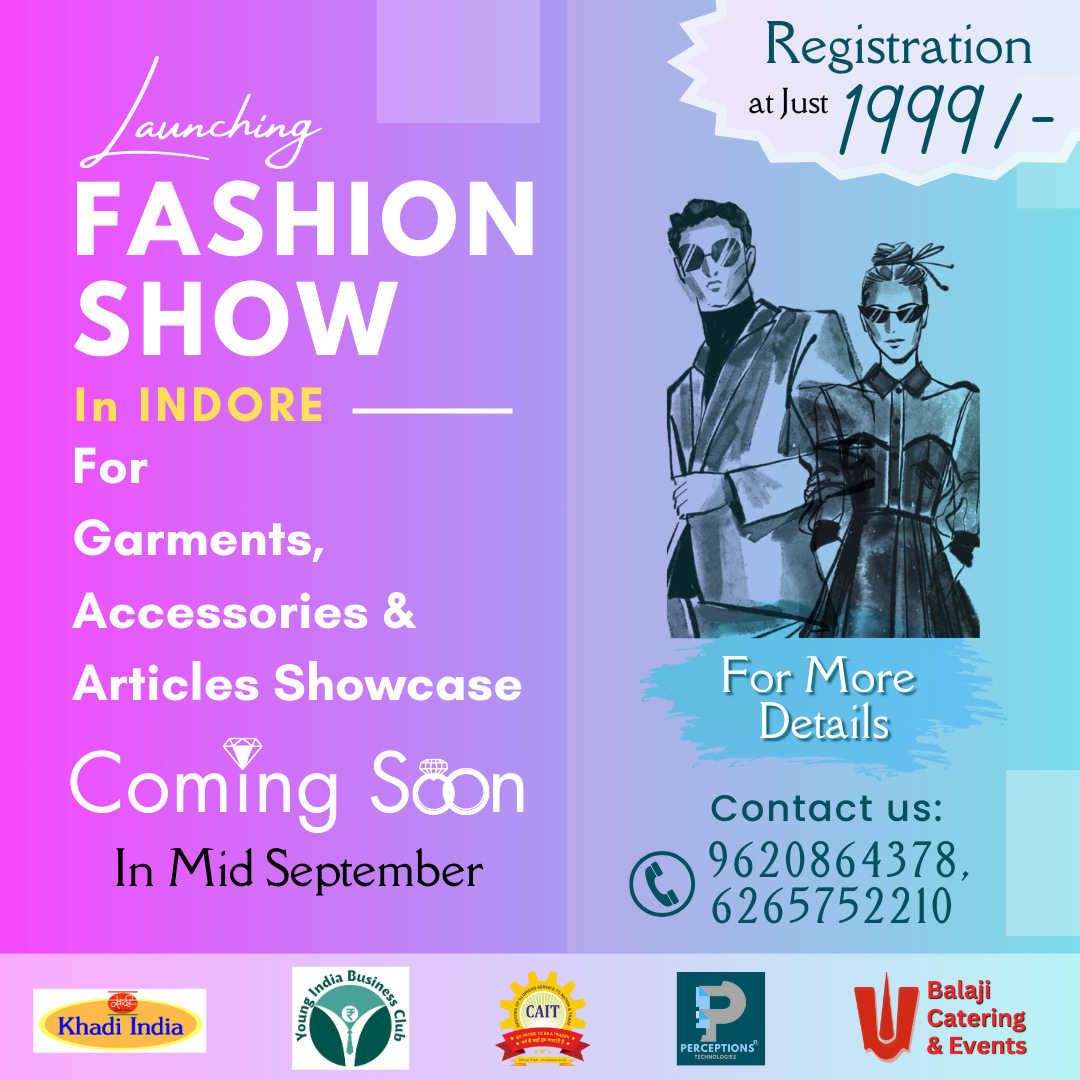 Launching
FASHION
SHOW
In INDORE
For
Garments,
Accessories &
Articles Showcase
Coming Soon
In Mid September
Registration
at Just 1999/-
For More
Details
Contact us:
9620864378,
6265752210
खादी
Khadi India
Young India Business Club
CAIT
P
PERCEPTIONS
TECHNOLOGIES
Balaji
Catering
& Events